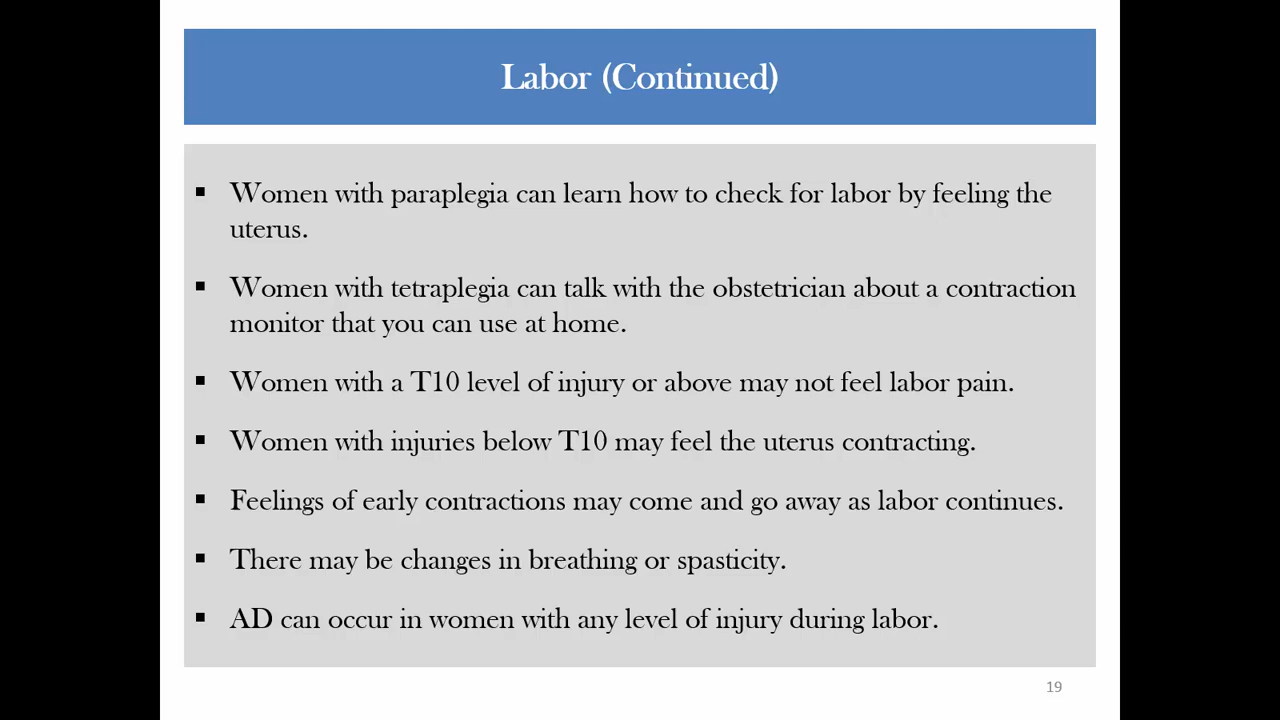 Labor (Continued)
▪ Women with paraplegia can learn how to check for labor by feeling the
uterus.
▪ Women with tetraplegia can talk with the obstetrician about a contraction
monitor that you can use at home.
▪ Women with a T10 level of injury or above may not feel labor pain.
▪ Women with injuries below T10 may feel the uterus contracting.
▪ Feelings of early contractions may come and go away as labor continues.
▪ There may be changes in breathing or spasticity.
▪ AD can occur in women with any level of injury during labor.
19